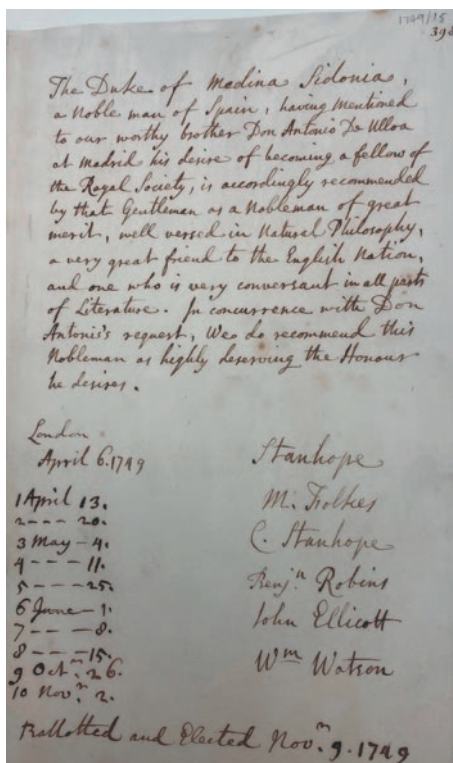 1749/15
398
The Duke of Medina Sidonia,
a Noble man of Spain, having mentioned
to our worthy brother Don Antonio De Ulloa
at Madrid his desire of becoming a fellow of
the Royal Society, is accordingly recommended
by that Gentleman as a Nobleman of great
merit, well versed in Natural Philosophy,
a very great friend to the English Nation,
and one who is very conversant in all parts
of Literature. In concurrence with Don
Antonio's request, We do recommend this
Nobleman as highly deserving the Honour
he desires.
London
April 6. 1749
Stanhope
1 April 13.
M. Folkes
2 - - - 20.
3 May - 4.
C. Stanhope
4 - - - 11.
5 - - - 25.
Benj.n Robins
6 June - 1.
John Ellicott
7 - - - 8.
8 - - - 15.
Wm Watson
9 Oct.r 26.
10 Nov.r 2.
Ballotted and Elected Nov.r 9. 1749